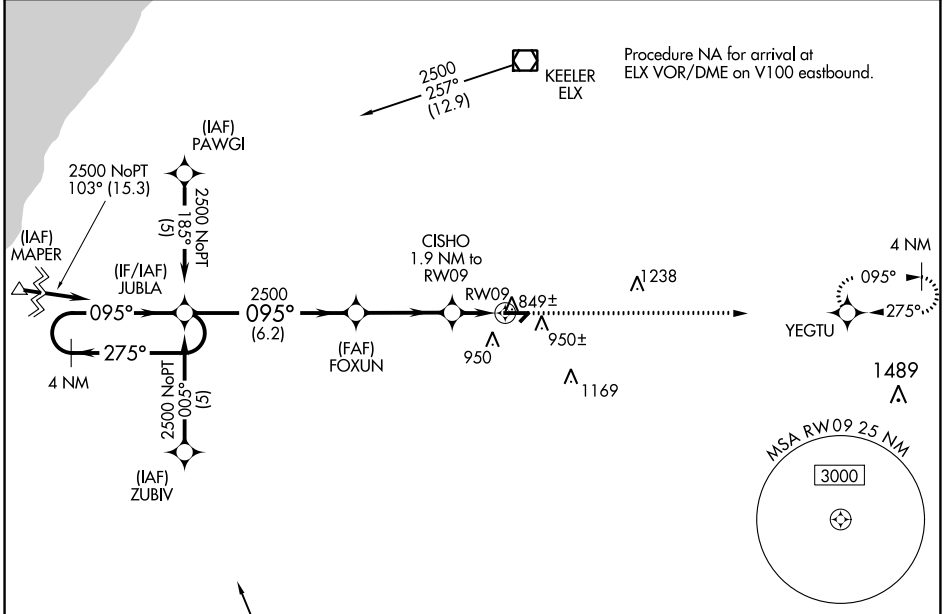 Procedure NA for arrival at
ELX VOR/DME on V100 eastbound.
KEELER
ELX
2500
257°
(12.9)
(IAF)
PAWGI
2500 NoPT
103° (15.3)
2500 NoPT
185°
(5)
(IAF)
MAPER
(IF/IAF)
JUBLA
095°
275°
4 NM
2500
095°
(6.2)
(FAF)
FOXUN
CISHO
1.9 NM to
RW09
RW09
849±
950±
950
1238
1169
4 NM
095°
275°
YEGTU
1489
2500 NoPT
005°
(5)
(IAF)
ZUBIV
MSA RW09 25 NM
3000